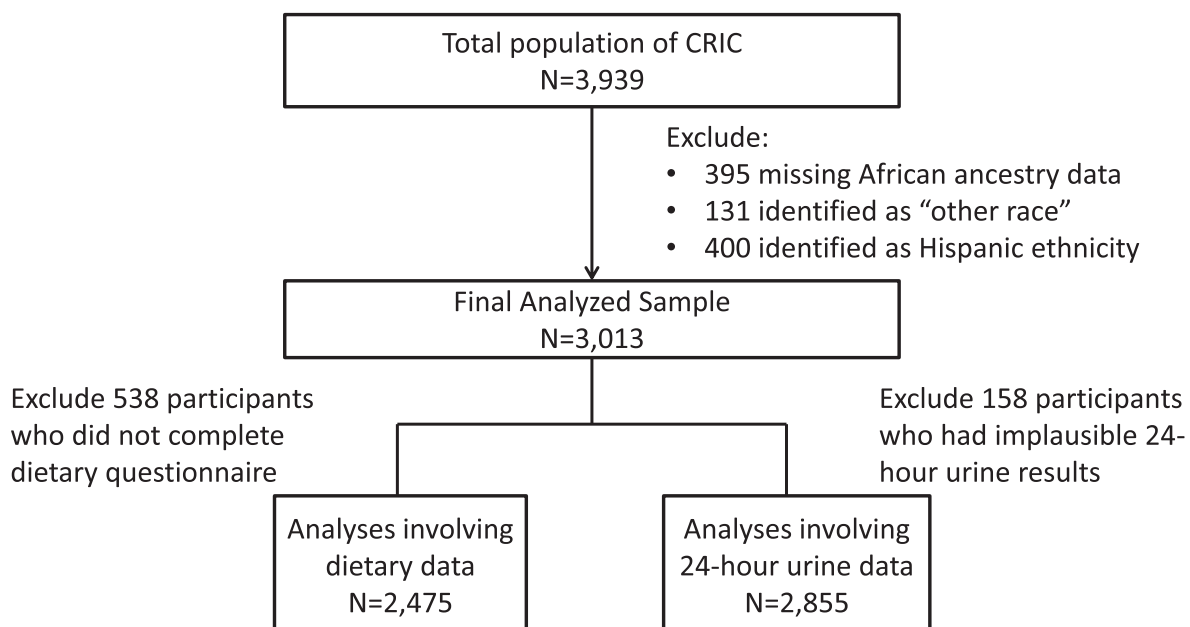 Total population of CRIC
N=3,939
Exclude:
• 395 missing African ancestry data
• 131 identified as “other race”
• 400 identified as Hispanic ethnicity
Final Analyzed Sample
N=3,013
Exclude 538 participants
who did not complete
dietary questionnaire
Exclude 158 participants
who had implausible 24-
hour urine results
Analyses involving
dietary data
N=2,475
Analyses involving
24-hour urine data
N=2,855